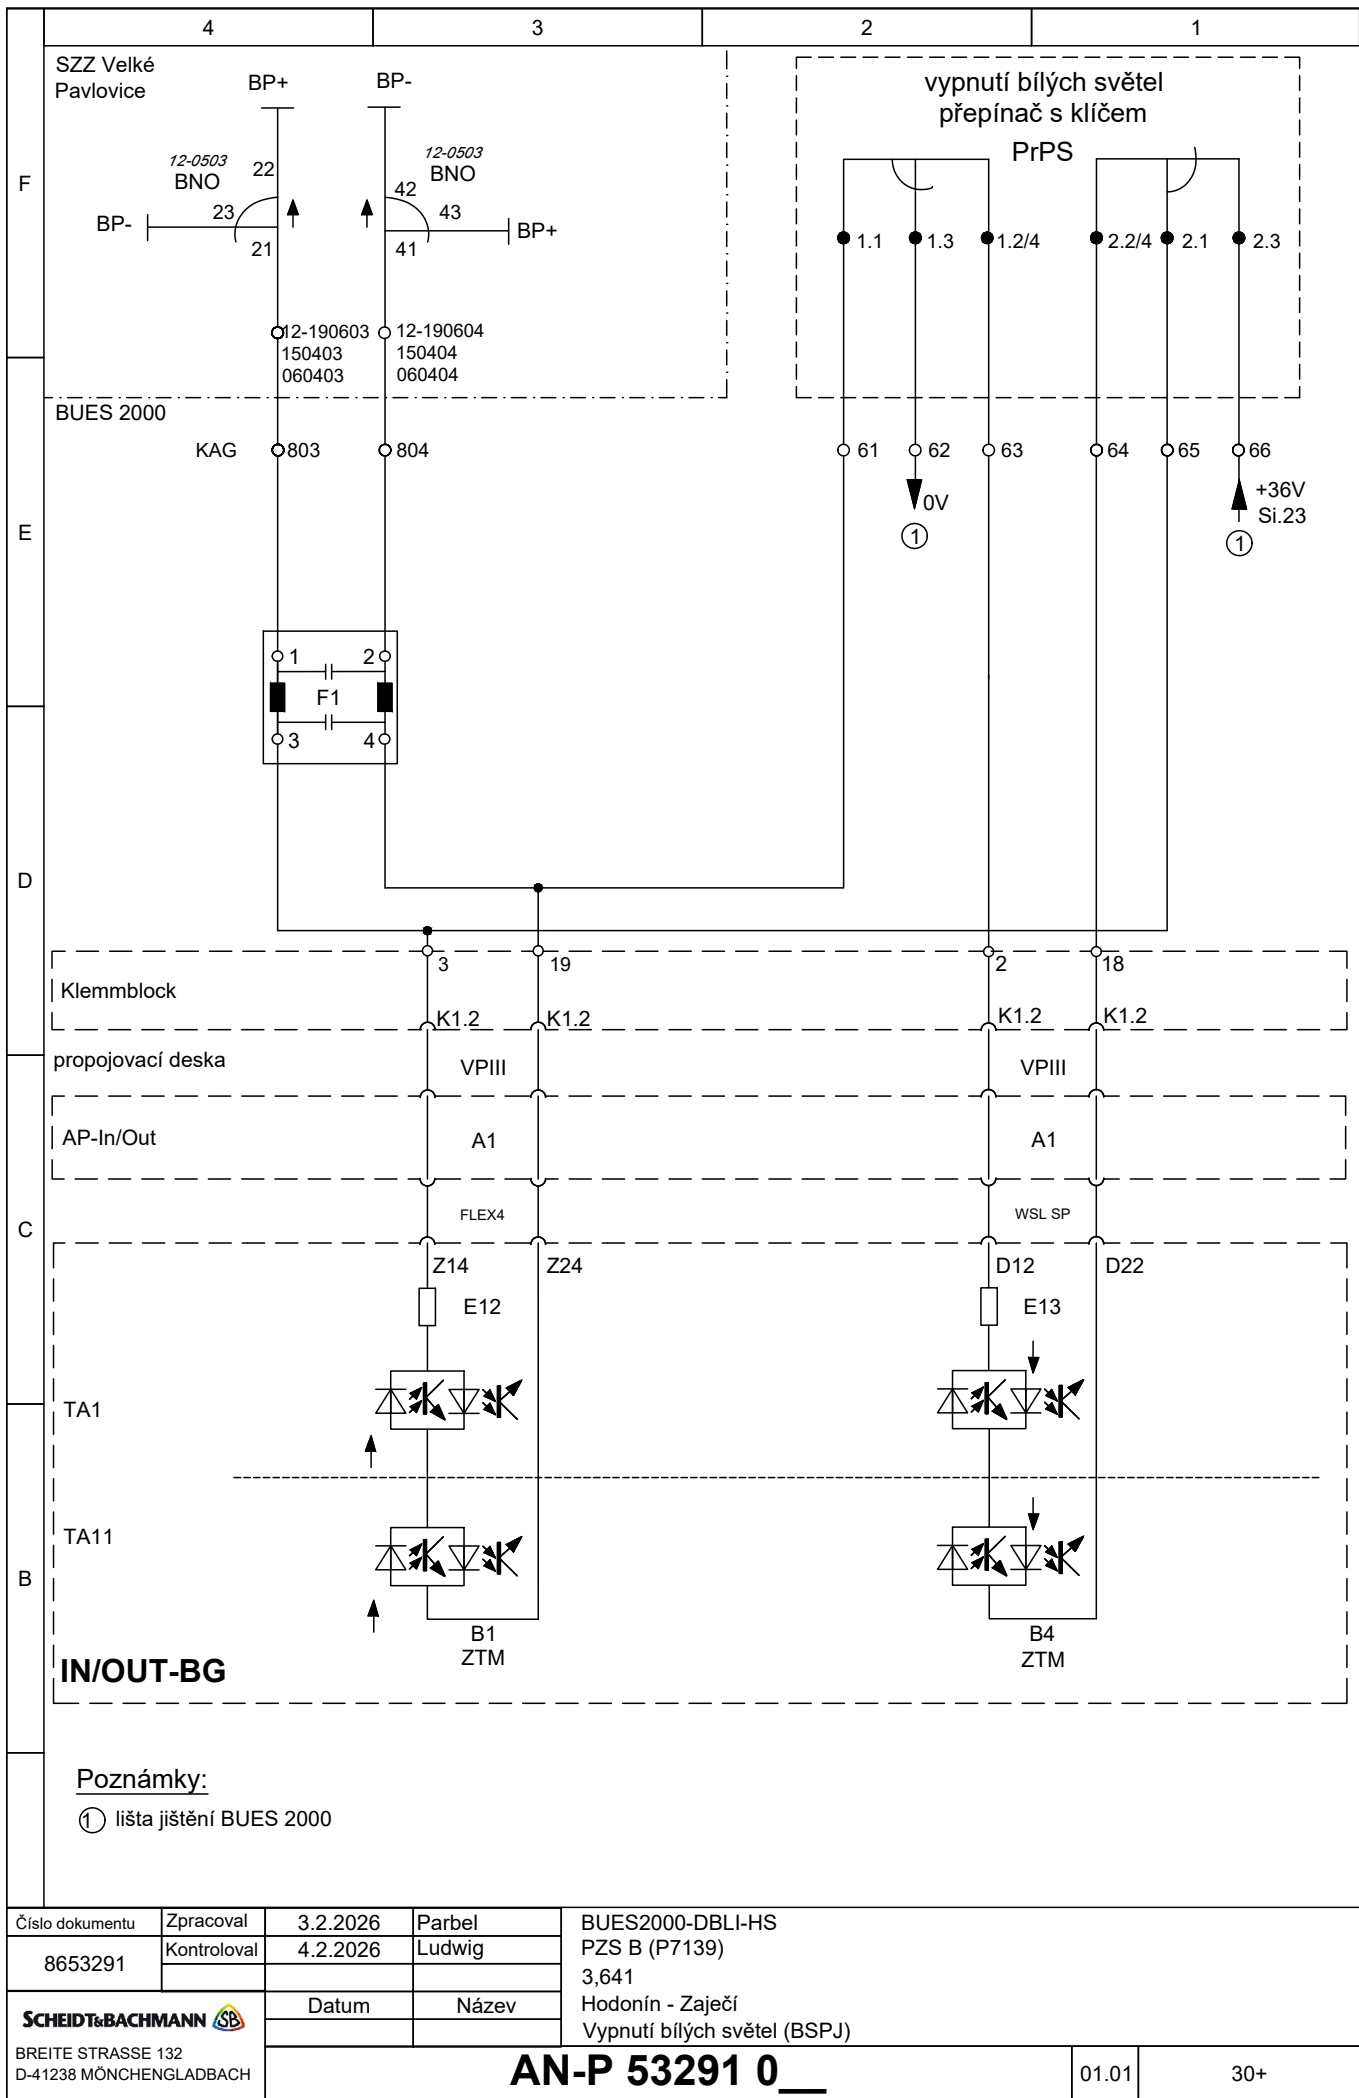 4 3 2 1
SZZ Velké
Pavlovice
BP+ BP-
vypnutí bílých světel
přepínač s klíčem
PrPS
F
12-0503
BNO
22
12-0503
BNO
42
BP- 23
43 BP+
21
41
1.1 1.3 1.2/4 2.2/4 2.1 2.3
12-190603
150403
060403
12-190604
150404
060404
BUES 2000
KAG 803 804 61 62 63 64 65 66
0V
1
+36V
Si.23
1
E
1 2
F1
3 4
D
3 19 2 18
Klemmblock
K1.2 K1.2 K1.2 K1.2
propojovací deska VPIII VPIII
AP-In/Out A1 A1
C
FLEX4 WSL SP
Z14 Z24 D12 D22
E12 E13
TA1
TA11
B
B1
ZTM
B4
ZTM
IN/OUT-BG
Poznámky:
1 lišta jištění BUES 2000
Číslo dokumentu
8653291
Zpracoval 3.2.2026 Parbel
Kontroloval 4.2.2026 Ludwig
Datum Název
SCHEIDT&BACHMANN SB
BREITE STRASSE 132
D-41238 MÖNCHENGLADBACH
BUES2000-DBLI-HS
PZS B (P7139)
3,641
Hodonín - Zaječí
Vypnutí bílých světel (BSPJ)
AN-P 53291 0__
01.01
30+